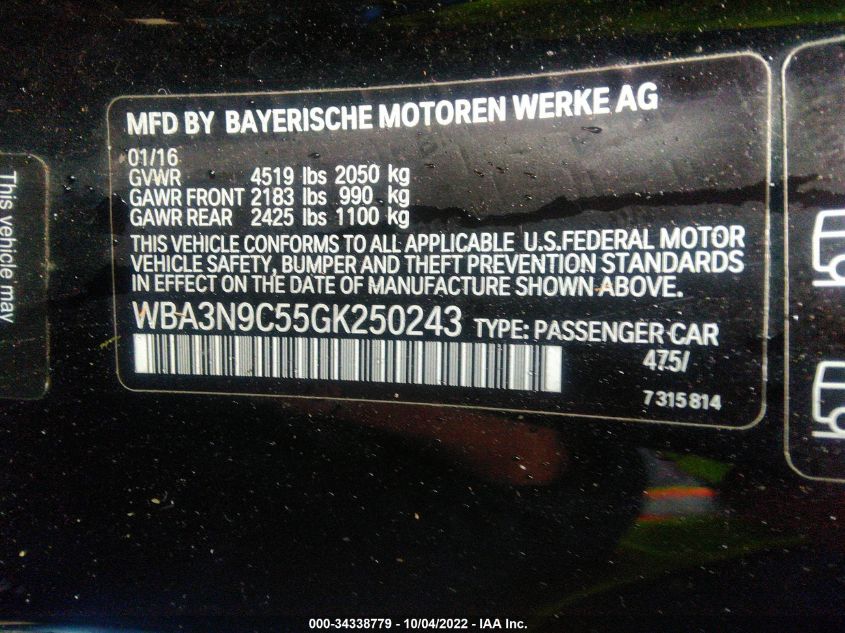 MFD BY BAYERISCHE MOTOREN WERKE AG
01/16
GVWR 4519 lbs 2050 kg
GAWR FRONT 2183 lbs 990 kg
GAWR REAR 2425 lbs 1100 kg
THIS VEHICLE CONFORMS TO ALL APPLICABLE U.S.FEDERAL MOTOR
VEHICLE SAFETY, BUMPER AND THEFT PREVENTION STANDARDS
IN EFFECT ON THE DATE OF MANUFACTURE SHOWN ABOVE.
WBA3N9C55GK250243 TYPE: PASSENGER CAR
475/
7 315 814
This vehicle may
000-34338779 - 10/04/2022 - IAA Inc.